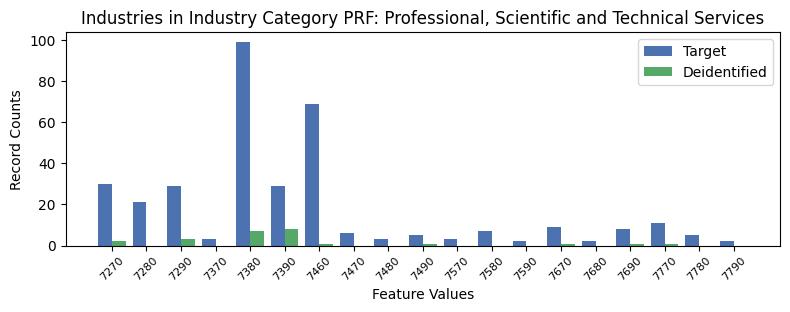 Industries in Industry Category PRF: Professional, Scientific and Technical Services
Target
Deidentified
Record Counts
100
80
60
40
20
0
7270 7280 7290 7370 7380 7390 7460 7470 7480 7490 7570 7580 7590 7670 7680 7690 7770 7780 7790
Feature Values